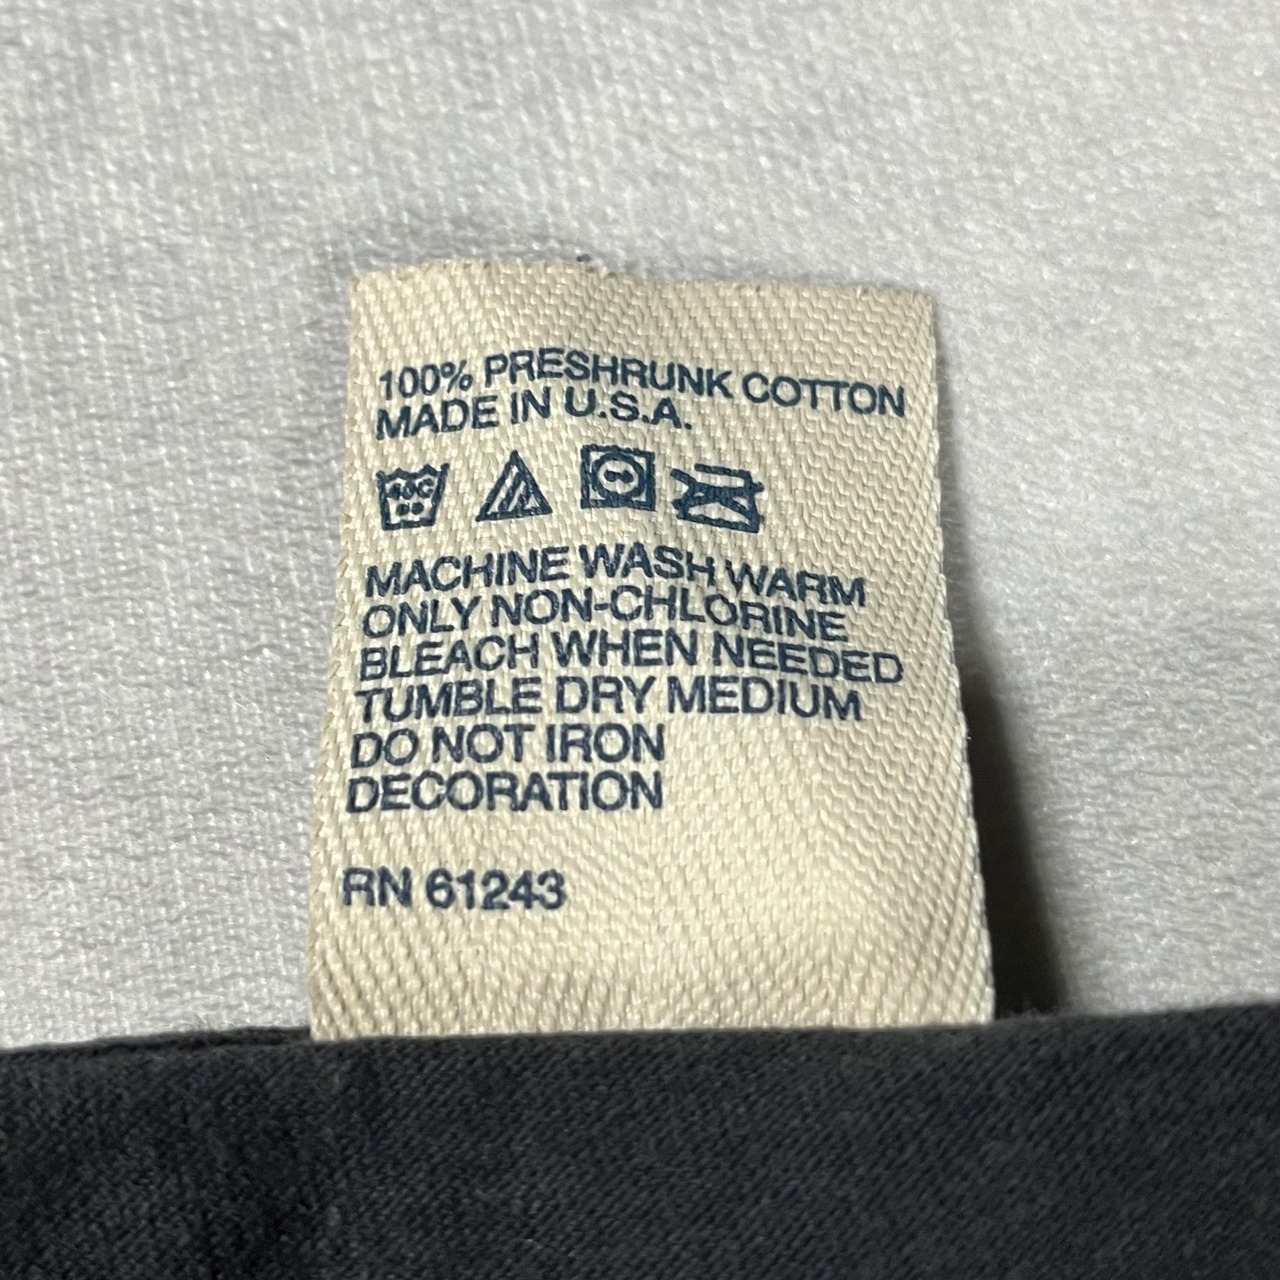 100% PRESHRUNK COTTON
MADE IN U.S.A.
40C
MACHINE WASH WARM
ONLY NON-CHLORINE
BLEACH WHEN NEEDED
TUMBLE DRY MEDIUM
DO NOT IRON
DECORATION
RN 61243